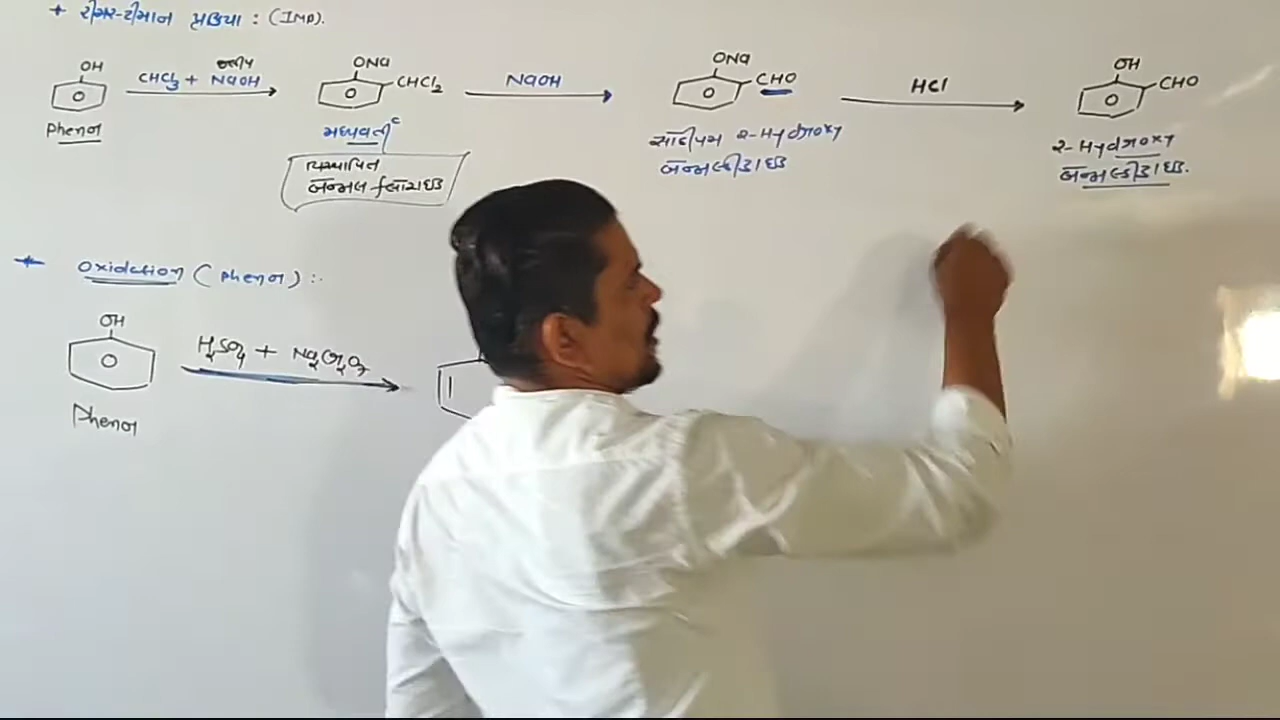 + રીમર-ટીમાન પ્રક્રિયા : (IMP).
OH
Phenol
CHCl₃ + NaOH
જલીય
ONa
CHCl₂
મધ્યવર્તી
વિસ્થાપિત
બેન્ઝાલ ક્લોરાઇડ
NaOH
ONa
CHO
સોડીયમ 2-Hydroxy
બેન્ઝાલ્ડીહાઇડ
HCl
OH
CHO
2-Hydroxy
બેન્ઝાલ્ડીહાઇડ.
* Oxidation (Phenol) :-
OH
Phenol
H₂SO₄ + Na₂Cr₂O₇